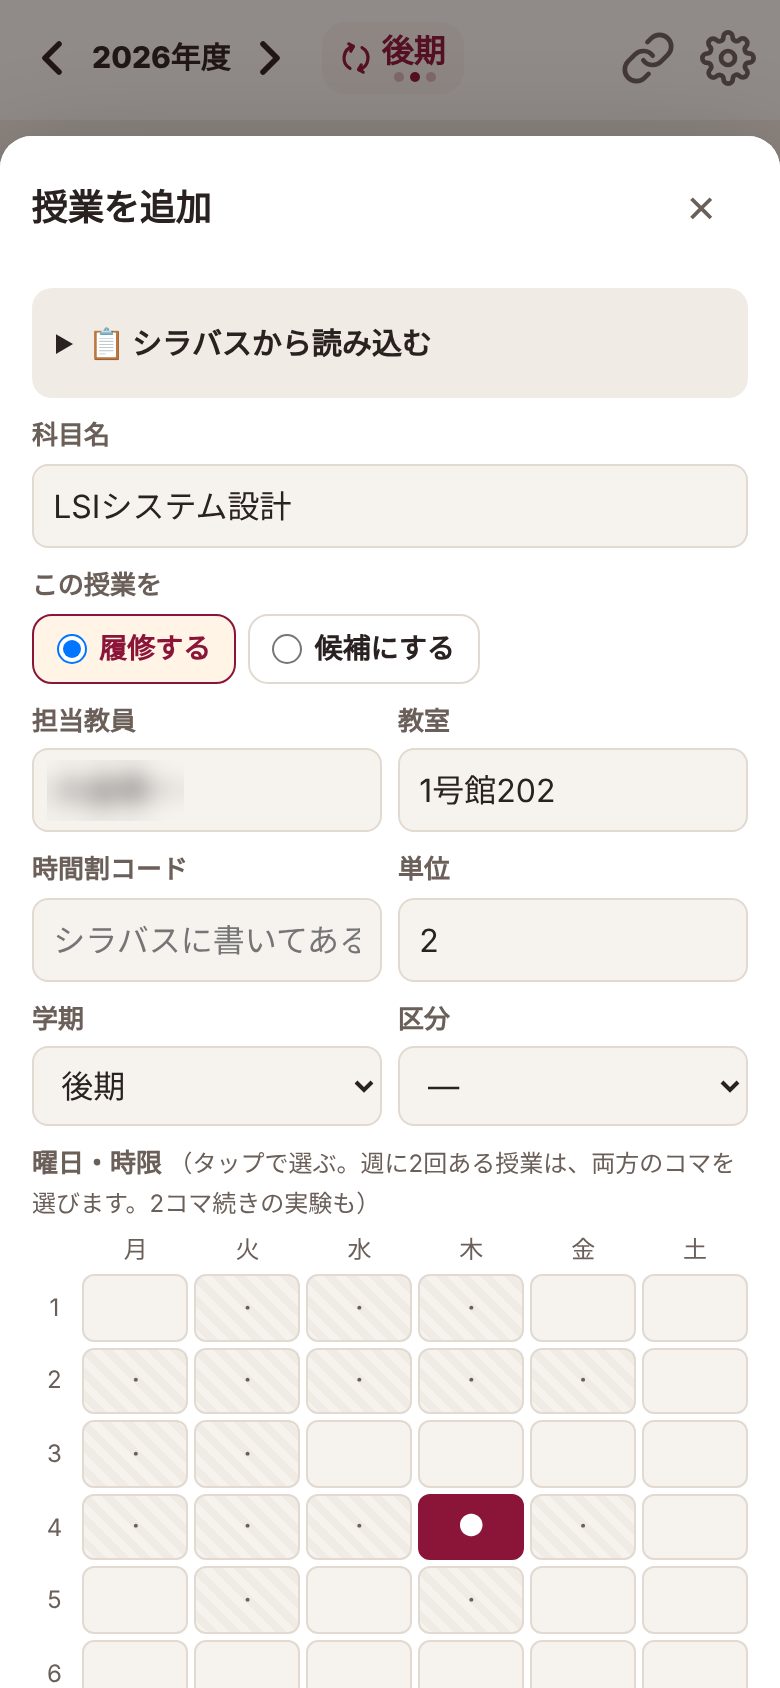 2026年度
後期
授業を追加
シラバスから読み込む
科目名
LSIシステム設計
この授業を
履修する
候補にする
担当教員
教室
1号館202
時間割コード
単位
シラバスに書いてある
2
学期
区分
後期
—
曜日・時限 （タップで選ぶ。週に2回ある授業は、両方のコマを
選びます。2コマ続きの実験も）
月 火 水 木 金 土
1
2
3
4
5
6